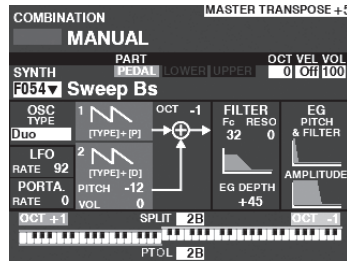 COMBINATION
MASTER TRANSPOSE +5
MANUAL
PART
OCT VEL VOL
SYNTH
PEDAL LOWER UPPER
0 Off 100
F054▼ Sweep Bs
OSC TYPE
Duo
1
[TYPE]+[P]
OCT -1
FILTER
Fc RESO
32 0
EG DEPTH
+45
EG
PITCH & FILTER
AMPLITUDE
LFO
RATE 92
2
[TYPE]+[D]
PITCH -12
VOL 0
PORTA.
RATE 0
OCT +1
SPLIT 2B
OCT -1
PTOL 2B